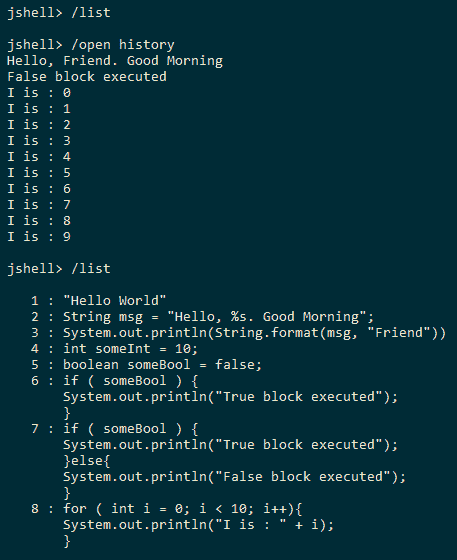 jshell> /list
jshell> /open history
Hello, Friend. Good Morning
False block executed
I is : 0
I is : 1
I is : 2
I is : 3
I is : 4
I is : 5
I is : 6
I is : 7
I is : 8
I is : 9
jshell> /list
1 : "Hello World"
2 : String msg = "Hello, %s. Good Morning";
3 : System.out.println(String.format(msg, "Friend"))
4 : int someInt = 10;
5 : boolean someBool = false;
6 : if ( someBool ) {
System.out.println("True block executed");
}
7 : if ( someBool ) {
System.out.println("True block executed");
}else{
System.out.println("False block executed");
}
8 : for ( int i = 0; i < 10; i++){
System.out.println("I is : " + i);
}